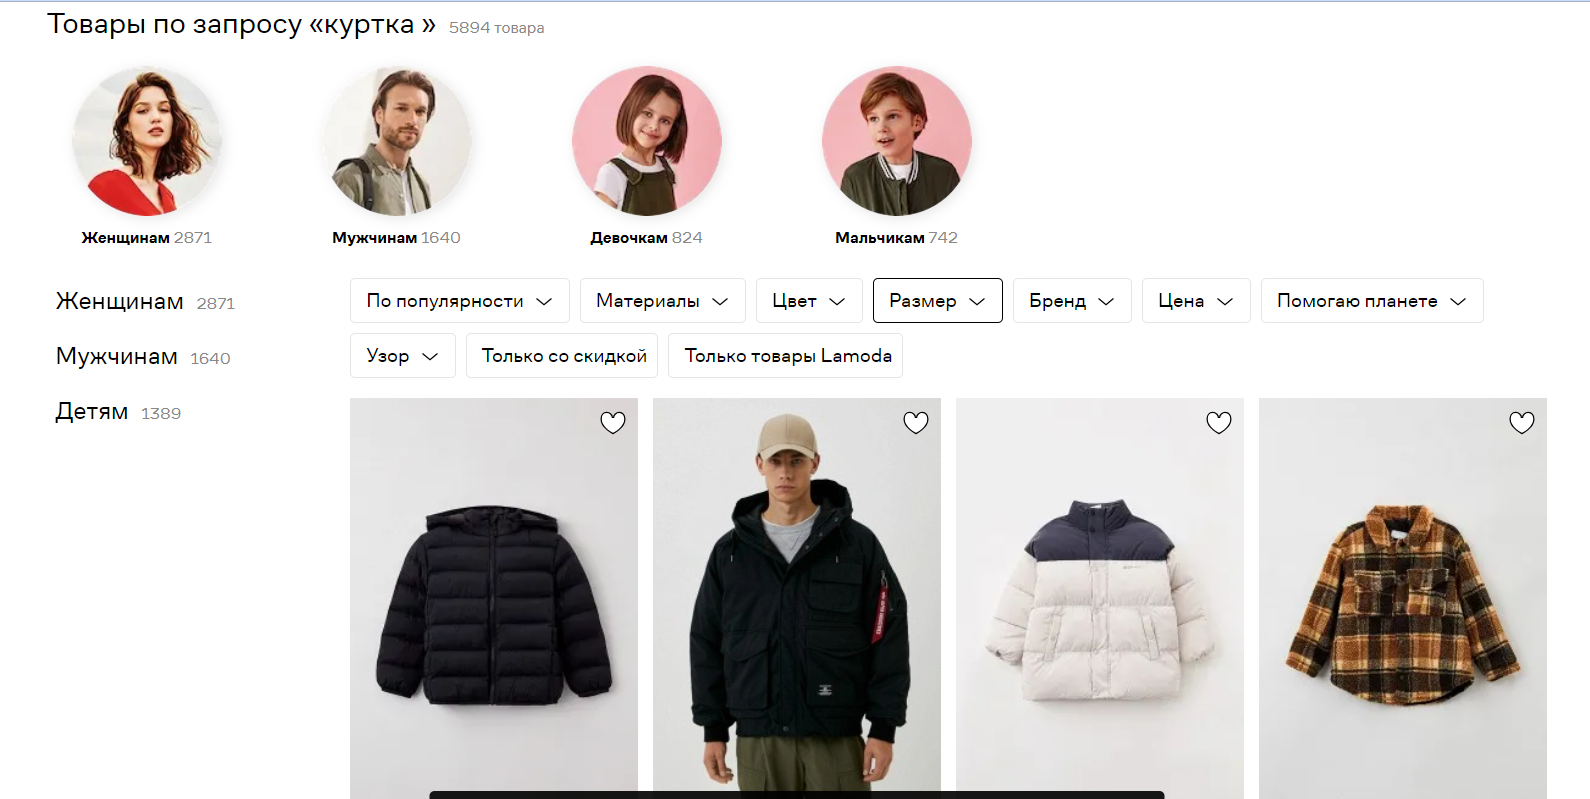 Товары по запросу «куртка » 5894 товара
Женщинам 2871
Мужчинам 1640
Девочкам 824
Мальчикам 742
Женщинам 2871
Мужчинам 1640
Детям 1389
По популярности
Материалы
Цвет
Размер
Бренд
Цена
Помогаю планете
Узор
Только со скидкой
Только товары Lamoda